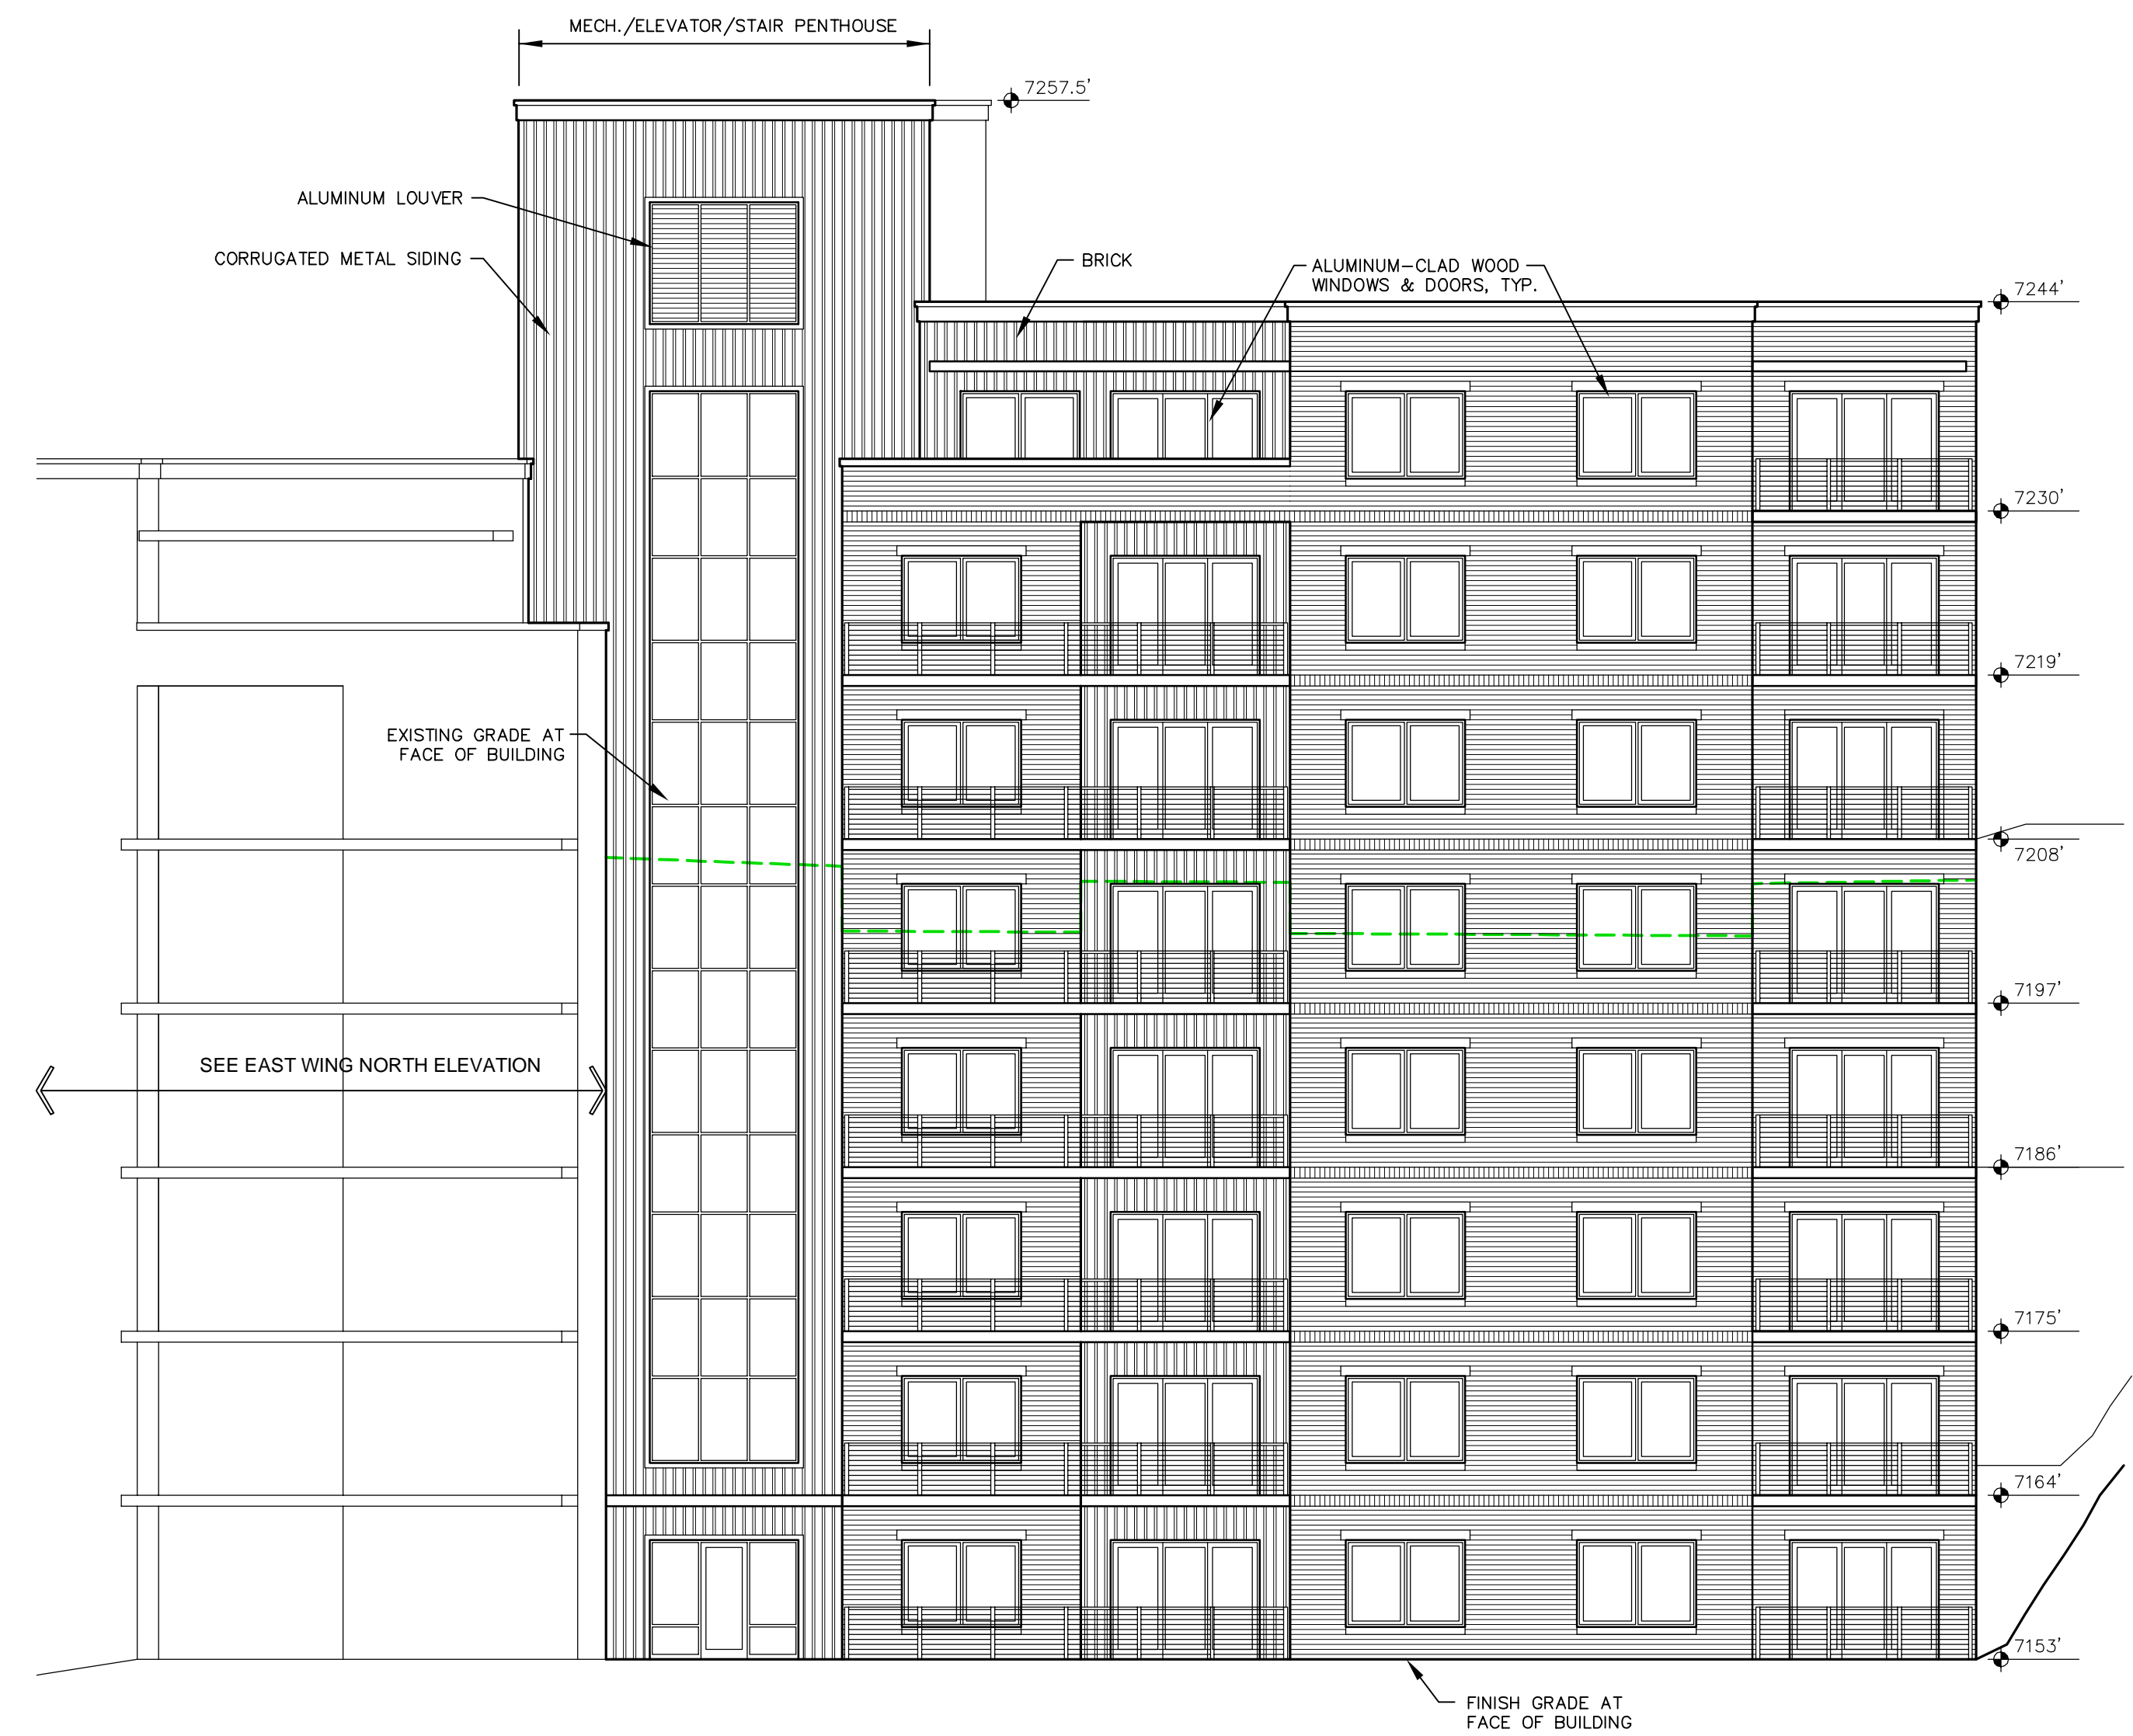 MECH./ELEVATOR/STAIR PENTHOUSE
7257.5'
ALUMINUM LOUVER
CORRUGATED METAL SIDING
BRICK
ALUMINUM-CLAD WOOD
WINDOWS & DOORS, TYP.
7244'
7230'
7219'
EXISTING GRADE AT
FACE OF BUILDING
7208'
7197'
SEE EAST WING NORTH ELEVATION
7186'
7175'
7164'
7153'
FINISH GRADE AT
FACE OF BUILDING